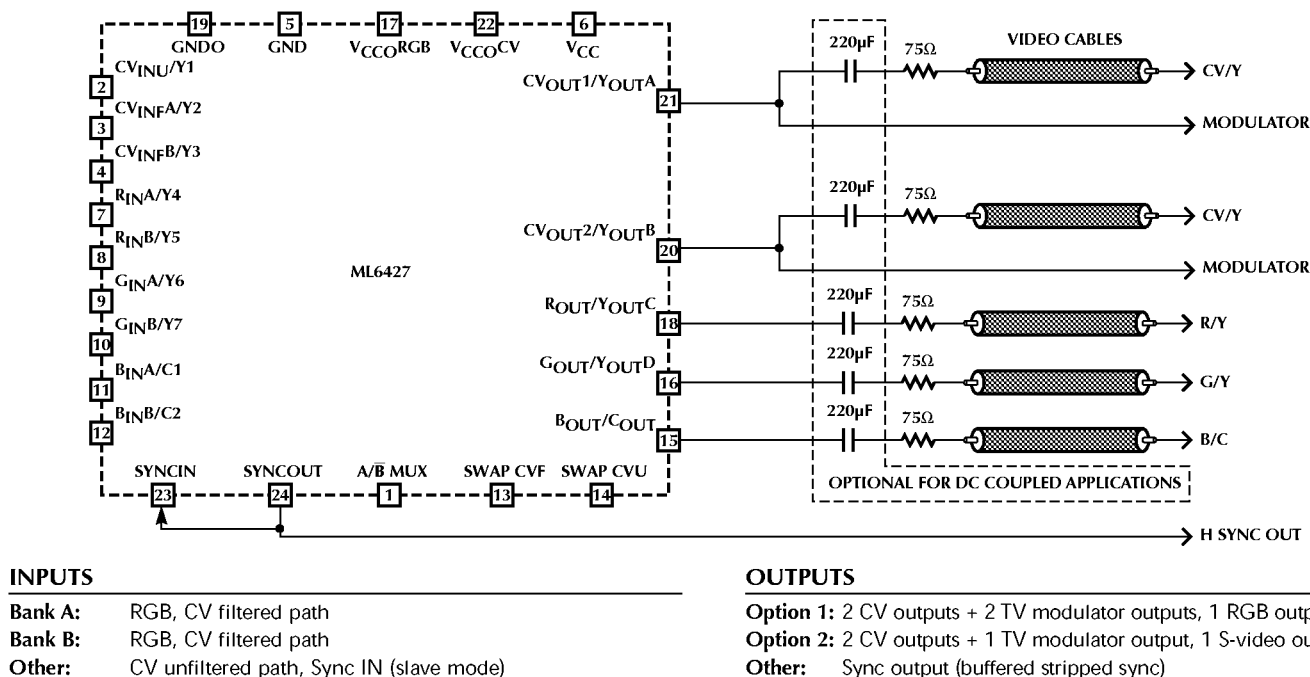 19 5 17 22 6
GNDO GND VCCORGB VCCOCV VCC
CVINU/Y1
2
CVINFA/Y2
3
CVINFB/Y3
4
RINA/Y4
7
RINB/Y5
8
GINA/Y6
9
GINB/Y7
10
BINA/C1
11
BINB/C2
12
ML6427
CVOUT1/YOUTA
21
CVOUT2/YOUTB
20
ROUT/YOUTC
18
GOUT/YOUTD
16
BOUT/COUT
15
SYNCIN SYNCOUT A/B̅ MUX SWAP CVF SWAP CVU
23 24 1 13 14
220µF 75Ω VIDEO CABLES
CV/Y
MODULATOR
220µF 75Ω
CV/Y
MODULATOR
220µF 75Ω
R/Y
220µF 75Ω
G/Y
220µF 75Ω
B/C
OPTIONAL FOR DC COUPLED APPLICATIONS
H SYNC OUT
INPUTS
Bank A: RGB, CV filtered path
Bank B: RGB, CV filtered path
Other: CV unfiltered path, Sync IN (slave mode)
OUTPUTS
Option 1: 2 CV outputs + 2 TV modulator outputs, 1 RGB outp
Option 2: 2 CV outputs + 1 TV modulator output, 1 S-video ou
Other: Sync output (buffered stripped sync)